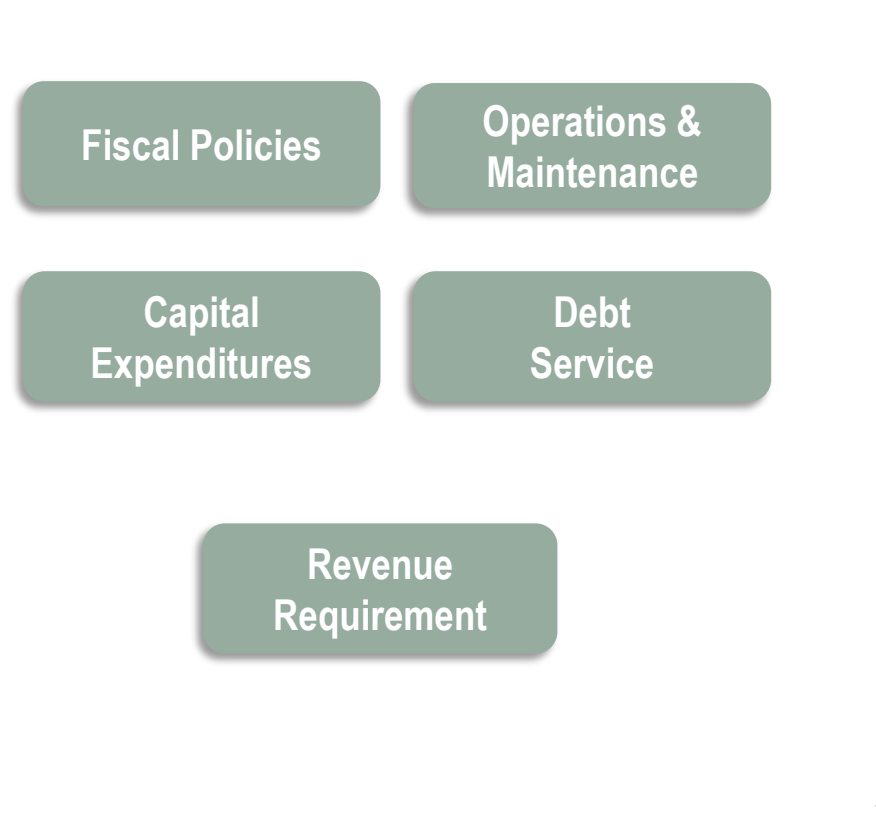 Fiscal Policies
Operations &
Maintenance
Capital
Expenditures
Debt
Service
Revenue
Requirement